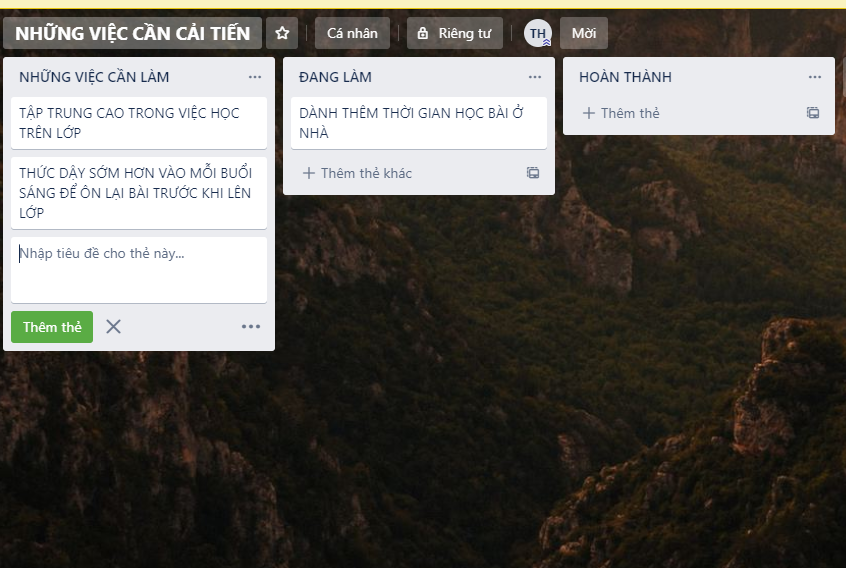 NHỮNG VIỆC CẦN CẢI TIẾN
Cá nhân
Riêng tư
TH
Mời
NHỮNG VIỆC CẦN LÀM
TẬP TRUNG CAO TRONG VIỆC HỌC
TRÊN LỚP
THỨC DẬY SỚM HƠN VÀO MỖI BUỔI
SÁNG ĐỂ ÔN LẠI BÀI TRƯỚC KHI LÊN
LỚP
Nhập tiêu đề cho thẻ này...
Thêm thẻ
ĐANG LÀM
DÀNH THÊM THỜI GIAN HỌC BÀI Ở
NHÀ
Thêm thẻ khác
HOÀN THÀNH
Thêm thẻ